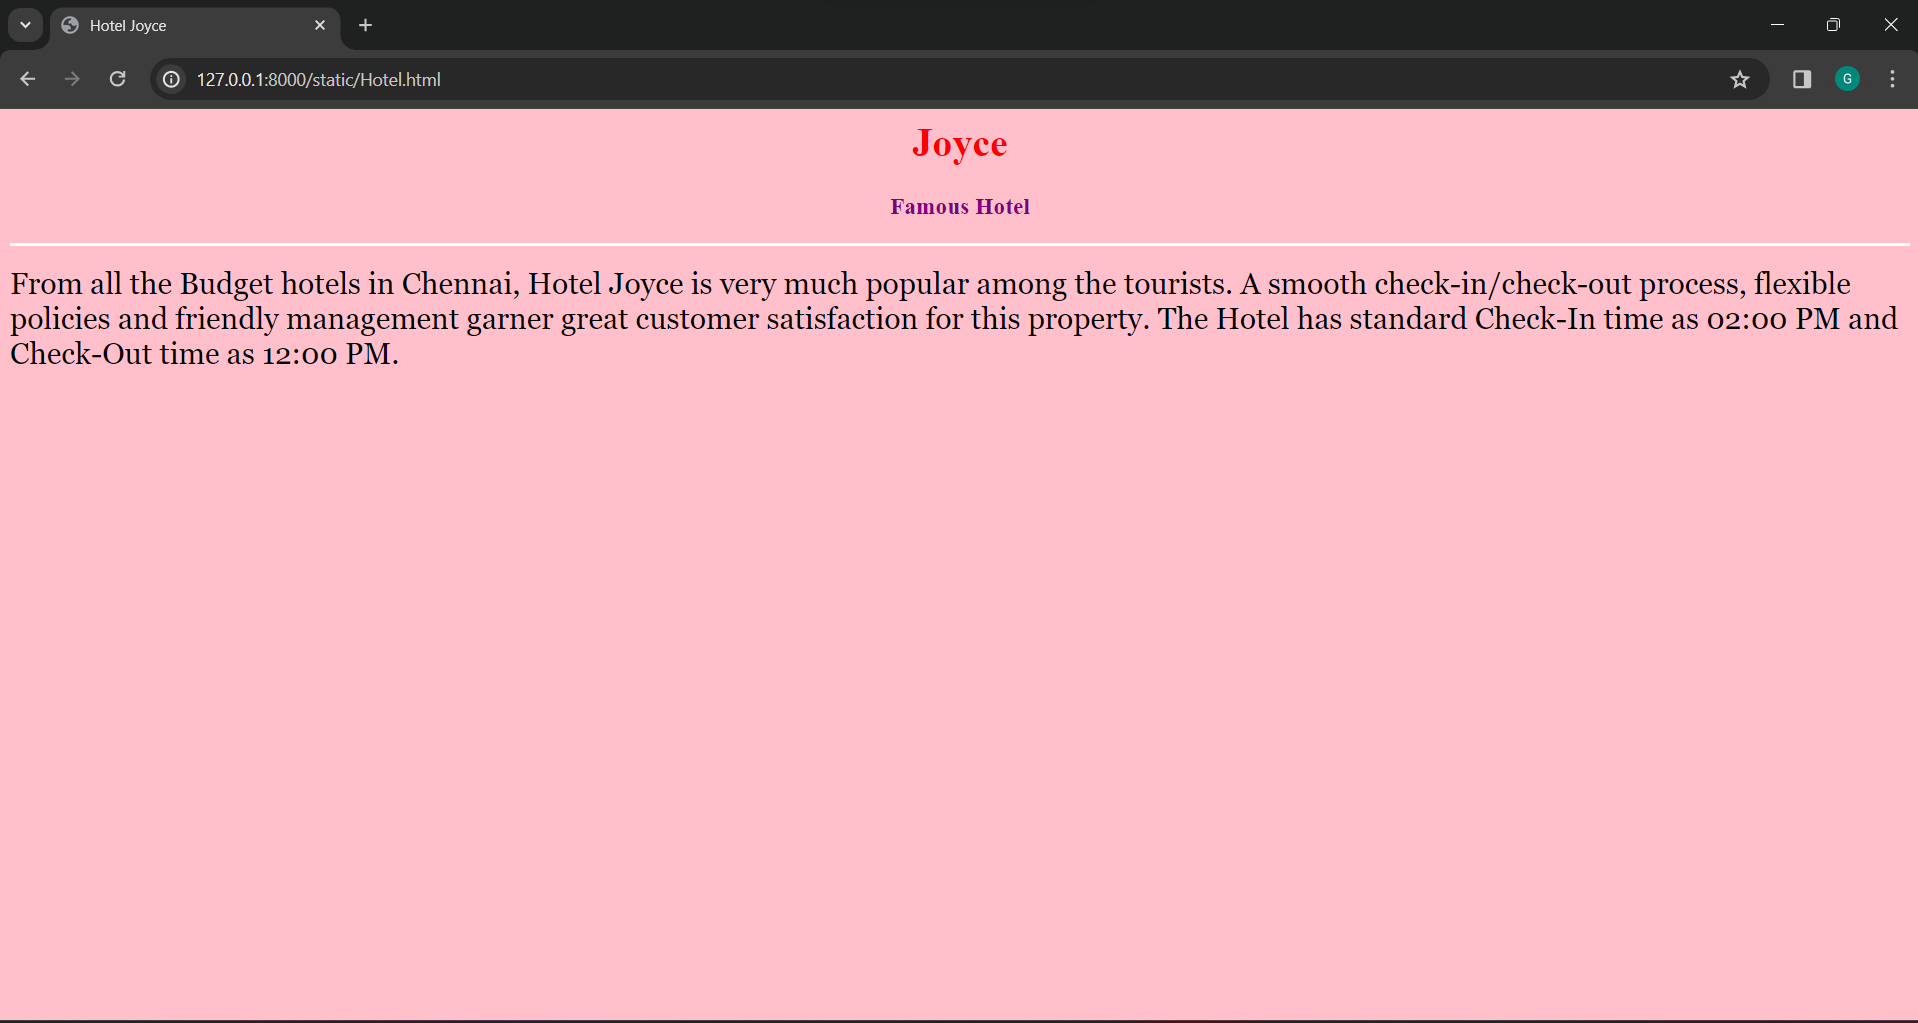 Hotel Joyce
127.0.0.1:8000/static/Hotel.html
G
Joyce
Famous Hotel
From all the Budget hotels in Chennai, Hotel Joyce is very much popular among the tourists. A smooth check-in/check-out process, flexible
policies and friendly management garner great customer satisfaction for this property. The Hotel has standard Check-In time as 02:00 PM and
Check-Out time as 12:00 PM.